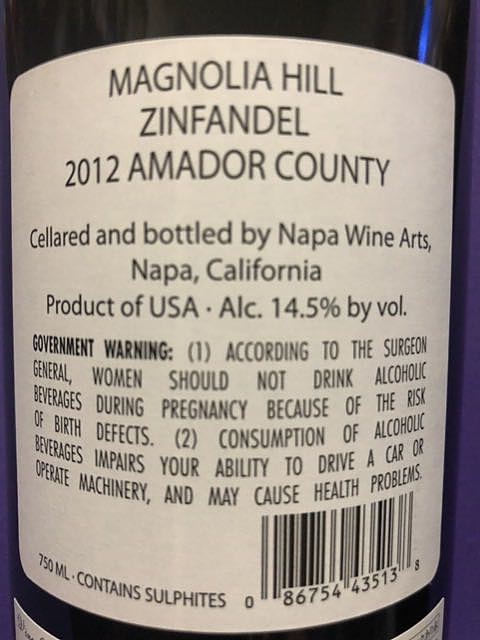 MAGNOLIA HILL
ZINFANDEL
2012 AMADOR COUNTY
Cellared and bottled by Napa Wine Arts,
Napa, California
Product of USA · Alc. 14.5% by vol.
GOVERNMENT WARNING: (1) ACCORDING TO THE SURGEON
GENERAL, WOMEN SHOULD NOT DRINK ALCOHOLIC
BEVERAGES DURING PREGNANCY BECAUSE OF THE RISK
OF BIRTH DEFECTS. (2) CONSUMPTION OF ALCOHOLIC
BEVERAGES IMPAIRS YOUR ABILITY TO DRIVE A CAR OR
OPERATE MACHINERY, AND MAY CAUSE HEALTH PROBLEMS.
750 ML · CONTAINS SULPHITES
0 86754 43513 8